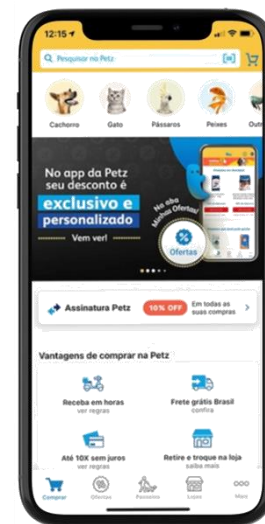 12:15
Pesquisar na Petz
Cachorro
Gato
Pássaros
Peixes
Outr
No app da Petz
seu desconto é
exclusivo e
personalizado
Vem ver!
Na aba
Minhas Ofertas!
Ofertas
Assinatura Petz
10% OFF
Em todas as
suas compras
Vantagens de comprar na Petz
Receba em horas
ver regras
Frete grátis Brasil
confira
Até 10X sem juros
ver regras
Retire e troque na loja
saiba mais
Comprar
Ofertas
Parceiros
Lojas
Mais